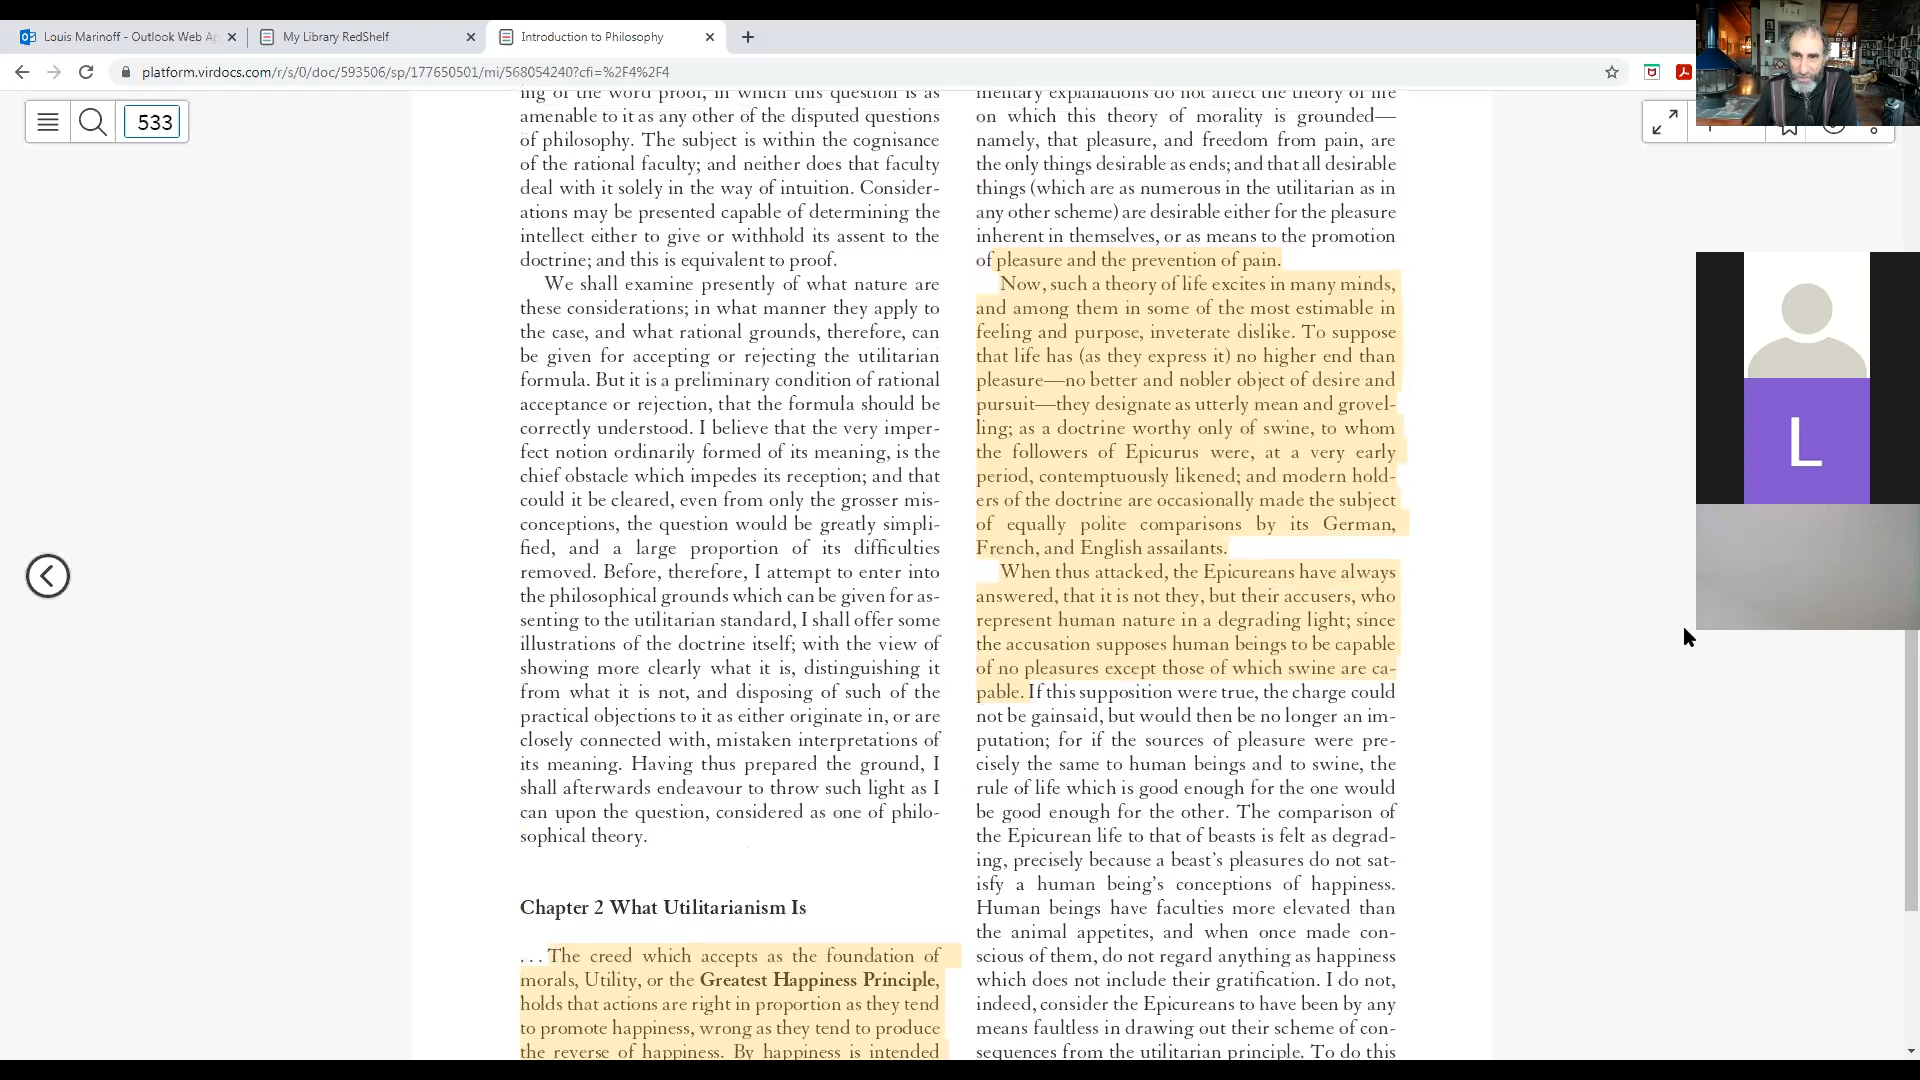 Louis Marinoff - Outlook Web Ap
My Library RedShelf
Introduction to Philosophy
platform.virdocs.com/r/s/0/doc/593506/sp/177650501/mi/568054240?cfi=%2F4%2F4
533
ing of the word proof, in which this question is as
amenable to it as any other of the disputed questions
of philosophy. The subject is within the cognisance
of the rational faculty; and neither does that faculty
deal with it solely in the way of intuition. Consider-
ations may be presented capable of determining the
intellect either to give or withhold its assent to the
doctrine; and this is equivalent to proof.
We shall examine presently of what nature are
these considerations; in what manner they apply to
the case, and what rational grounds, therefore, can
be given for accepting or rejecting the utilitarian
formula. But it is a preliminary condition of rational
acceptance or rejection, that the formula should be
correctly understood. I believe that the very imper-
fect notion ordinarily formed of its meaning, is the
chief obstacle which impedes its reception; and that
could it be cleared, even from only the grosser mis-
conceptions, the question would be greatly simpli-
fied, and a large proportion of its difficulties
removed. Before, therefore, I attempt to enter into
the philosophical grounds which can be given for as-
senting to the utilitarian standard, I shall offer some
illustrations of the doctrine itself; with the view of
showing more clearly what it is, distinguishing it
from what it is not, and disposing of such of the
practical objections to it as either originate in, or are
closely connected with, mistaken interpretations of
its meaning. Having thus prepared the ground, I
shall afterwards endeavour to throw such light as I
can upon the question, considered as one of philo-
sophical theory.
Chapter 2 What Utilitarianism Is
. . . The creed which accepts as the foundation of
morals, Utility, or the Greatest Happiness Principle,
holds that actions are right in proportion as they tend
to promote happiness, wrong as they tend to produce
the reverse of happiness. By happiness is intended
mentary explanations do not affect the theory of life
on which this theory of morality is grounded—
namely, that pleasure, and freedom from pain, are
the only things desirable as ends; and that all desirable
things (which are as numerous in the utilitarian as in
any other scheme) are desirable either for the pleasure
inherent in themselves, or as means to the promotion
of pleasure and the prevention of pain.
Now, such a theory of life excites in many minds,
and among them in some of the most estimable in
feeling and purpose, inveterate dislike. To suppose
that life has (as they express it) no higher end than
pleasure—no better and nobler object of desire and
pursuit—they designate as utterly mean and grovel-
ling; as a doctrine worthy only of swine, to whom
the followers of Epicurus were, at a very early
period, contemptuously likened; and modern hold-
ers of the doctrine are occasionally made the subject
of equally polite comparisons by its German,
French, and English assailants.
When thus attacked, the Epicureans have always
answered, that it is not they, but their accusers, who
represent human nature in a degrading light; since
the accusation supposes human beings to be capable
of no pleasures except those of which swine are ca-
pable. If this supposition were true, the charge could
not be gainsaid, but would then be no longer an im-
putation; for if the sources of pleasure were pre-
cisely the same to human beings and to swine, the
rule of life which is good enough for the one would
be good enough for the other. The comparison of
the Epicurean life to that of beasts is felt as degrad-
ing, precisely because a beast's pleasures do not sat-
isfy a human being's conceptions of happiness.
Human beings have faculties more elevated than
the animal appetites, and when once made con-
scious of them, do not regard anything as happiness
which does not include their gratification. I do not,
indeed, consider the Epicureans to have been by any
means faultless in drawing out their scheme of con-
sequences from the utilitarian principle. To do this
L